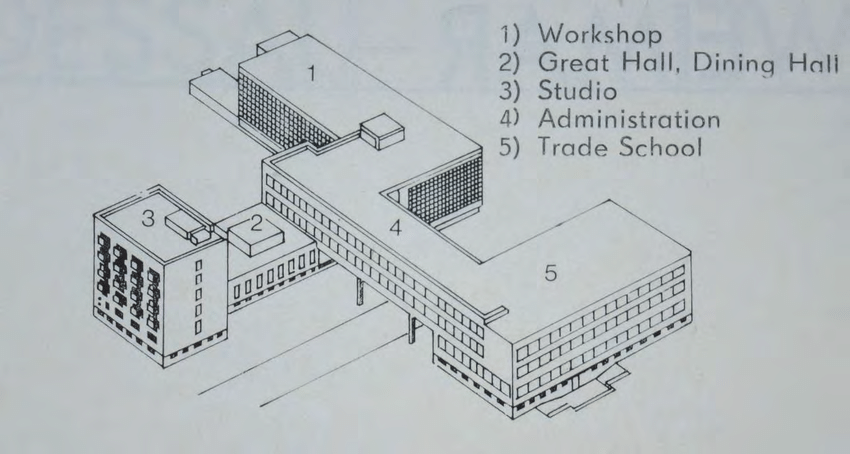 1) Workshop
2) Great Hall, Dining Hall
3) Studio
4) Administration
5) Trade School
1
2
3
4
5